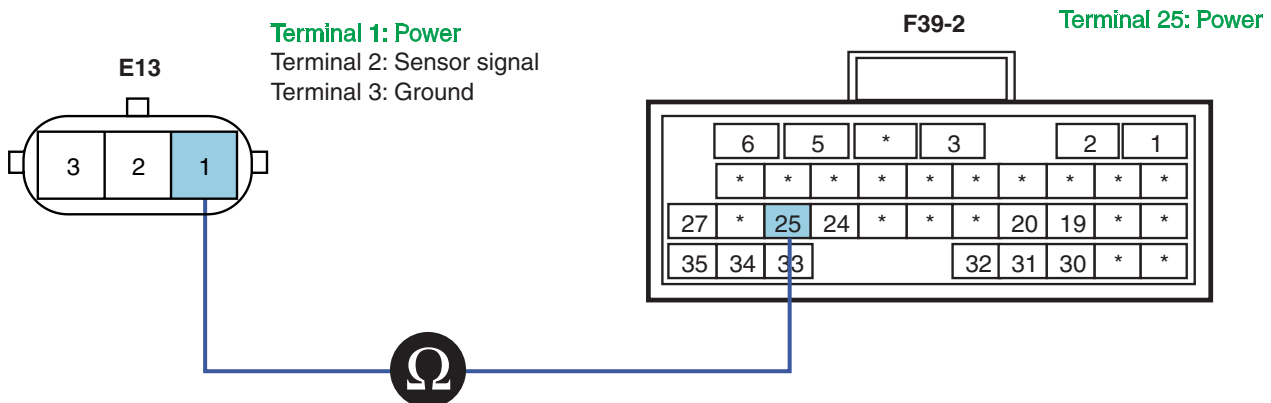 Terminal 1: Power
Terminal 2: Sensor signal
Terminal 3: Ground
E13
3 2 1
F39-2
Terminal 25: Power
6 5 * 3 2 1
* * * * * * * * * *
27 * 25 24 * * * 20 19 * *
35 34 33 32 31 30 * *
Ω